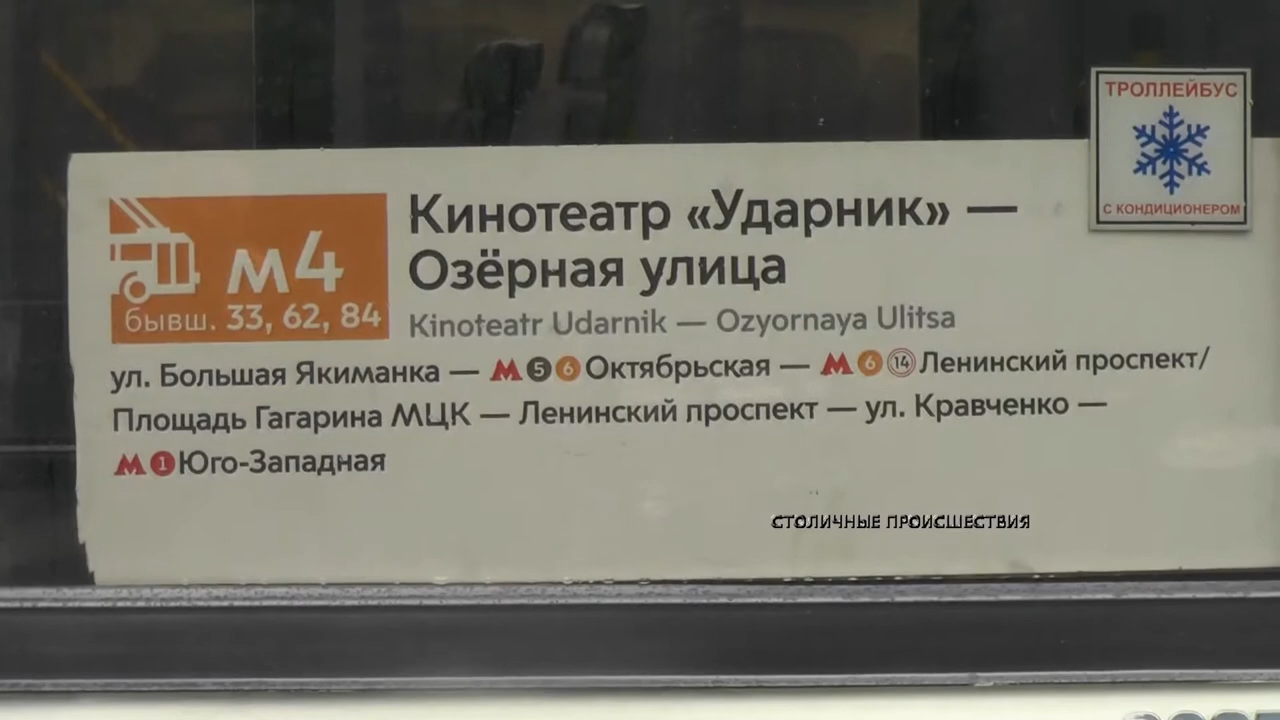 ТРОЛЛЕЙБУС
С КОНДИЦИОНЕРОМ
м4
бывш. 33, 62, 84
Кинотеатр «Ударник» —
Озёрная улица
Kinoteatr Udarnik — Ozyornaya Ulitsa
ул. Большая Якиманка — М 5 6 Октябрьская — М 6 14 Ленинский проспект/
Площадь Гагарина МЦК — Ленинский проспект — ул. Кравченко —
М 1 Юго-Западная
СТОЛИЧНЫЕ ПРОИСШЕСТВИЯ